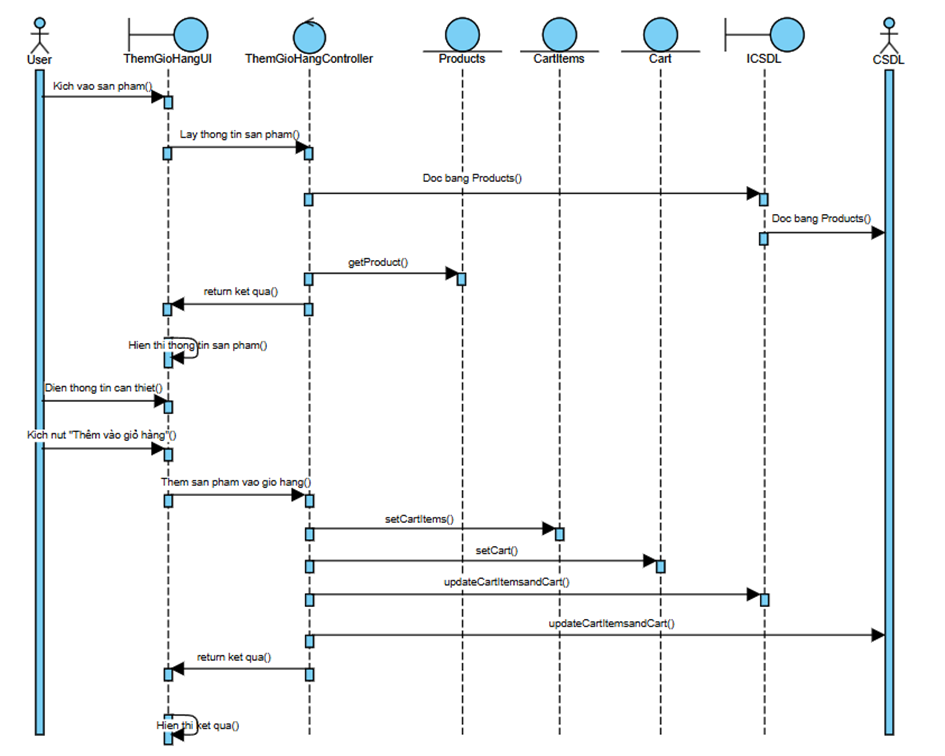 User
ThemGioHangUI
ThemGioHangController
Products
CartItems
Cart
ICSDL
CSDL
Kich vao san pham()
Lay thong tin san pham()
Doc bang Products()
Doc bang Products()
getProduct()
return ket qua()
Hien thi thong tin san pham()
Dien thong tin can thiet()
Kich nut "Thêm vào giỏ hàng"()
Them san pham vao gio hang()
setCartItems()
setCart()
updateCartItemsandCart()
updateCartItemsandCart()
return ket qua()
Hien thi ket qua()